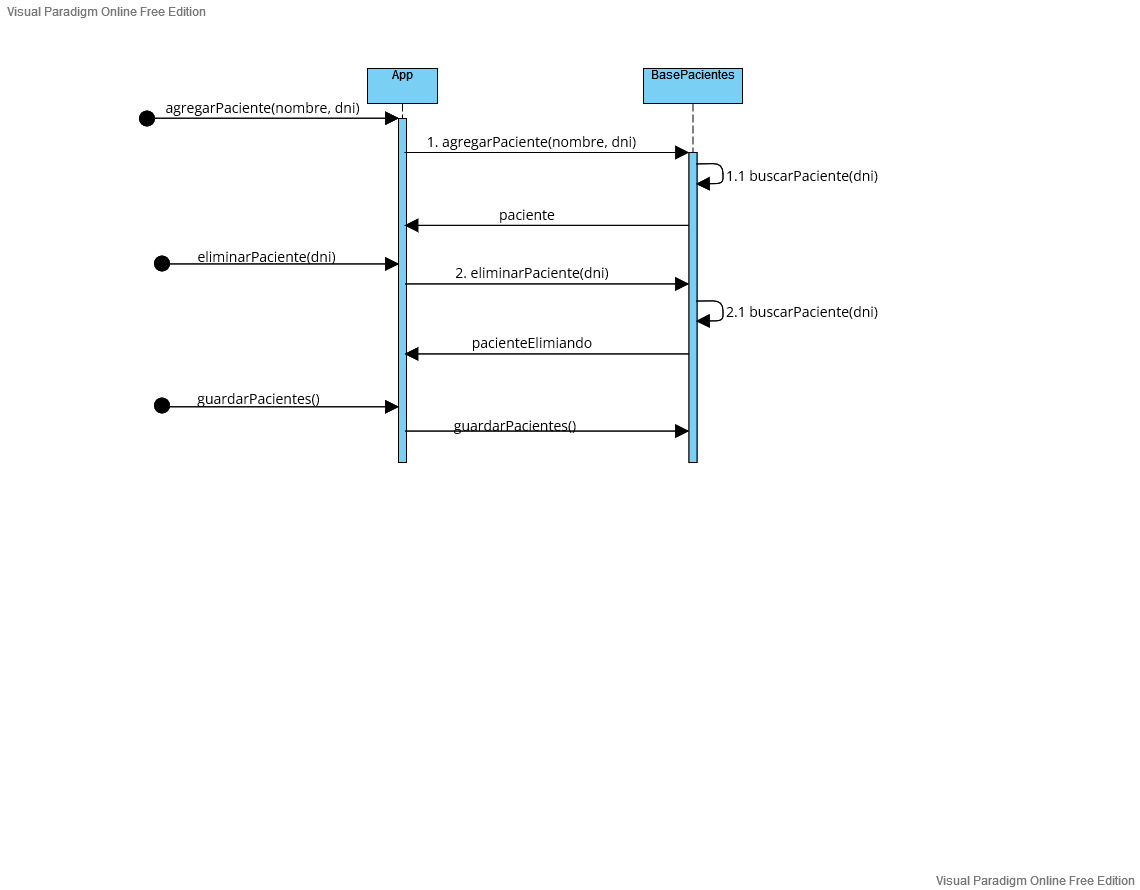 Visual Paradigm Online Free Edition
App
BasePacientes
agregarPaciente(nombre, dni)
1. agregarPaciente(nombre, dni)
1.1 buscarPaciente(dni)
paciente
eliminarPaciente(dni)
2. eliminarPaciente(dni)
2.1 buscarPaciente(dni)
pacienteElimiando
guardarPacientes()
guardarPacientes()
Visual Paradigm Online Free Edition